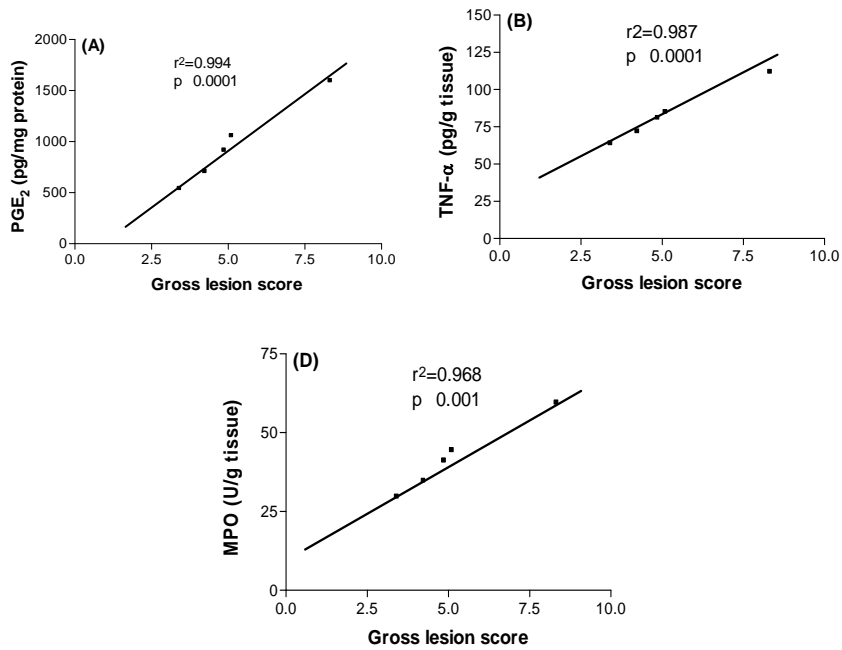 (A)
r²=0.994
p 0.0001
2000
1500
1000
500
0
0.0 2.5 5.0 7.5 10.0
PGE₂ (pg/mg protein)
Gross lesion score
(B)
r2=0.987
p 0.0001
150
125
100
75
50
25
0
0.0 2.5 5.0 7.5 10.0
TNF-α (pg/g tissue)
Gross lesion score
(D)
r²=0.968
p 0.001
75
50
25
0
0.0 2.5 5.0 7.5 10.0
MPO (U/g tissue)
Gross lesion score